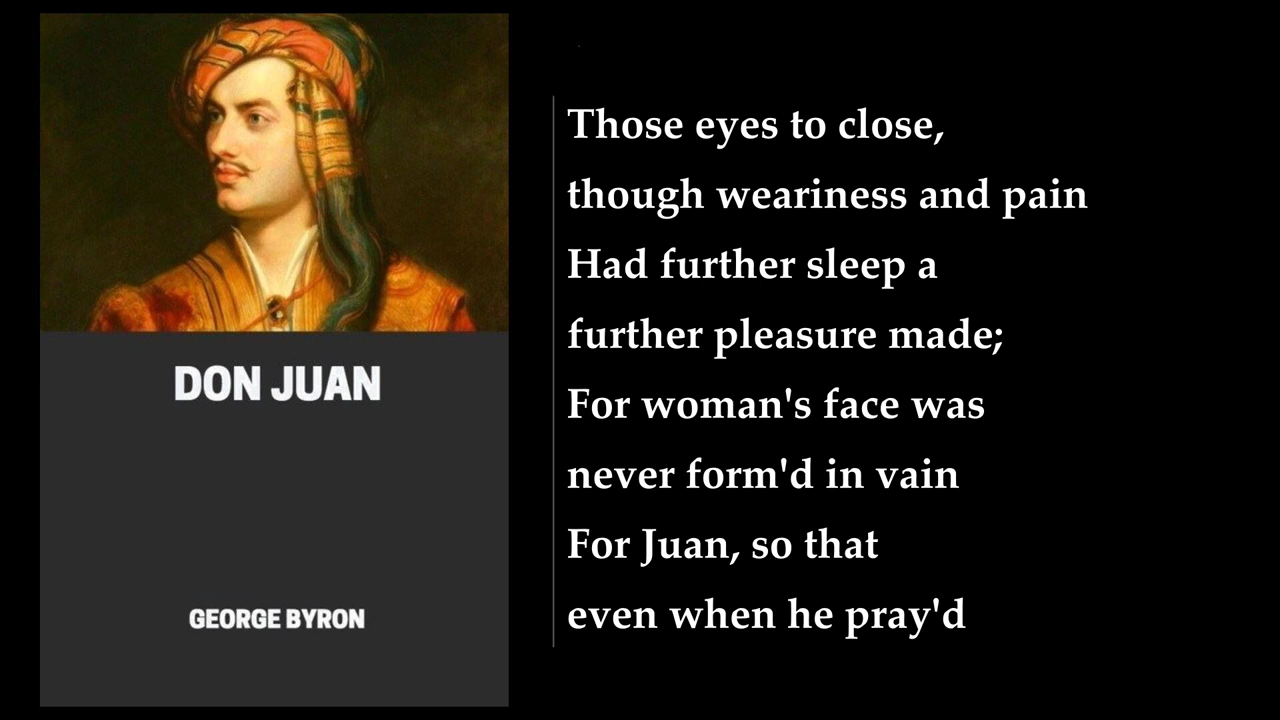 DON JUAN
GEORGE BYRON
Those eyes to close,
though weariness and pain
Had further sleep a
further pleasure made;
For woman's face was
never form'd in vain
For Juan, so that
even when he pray'd